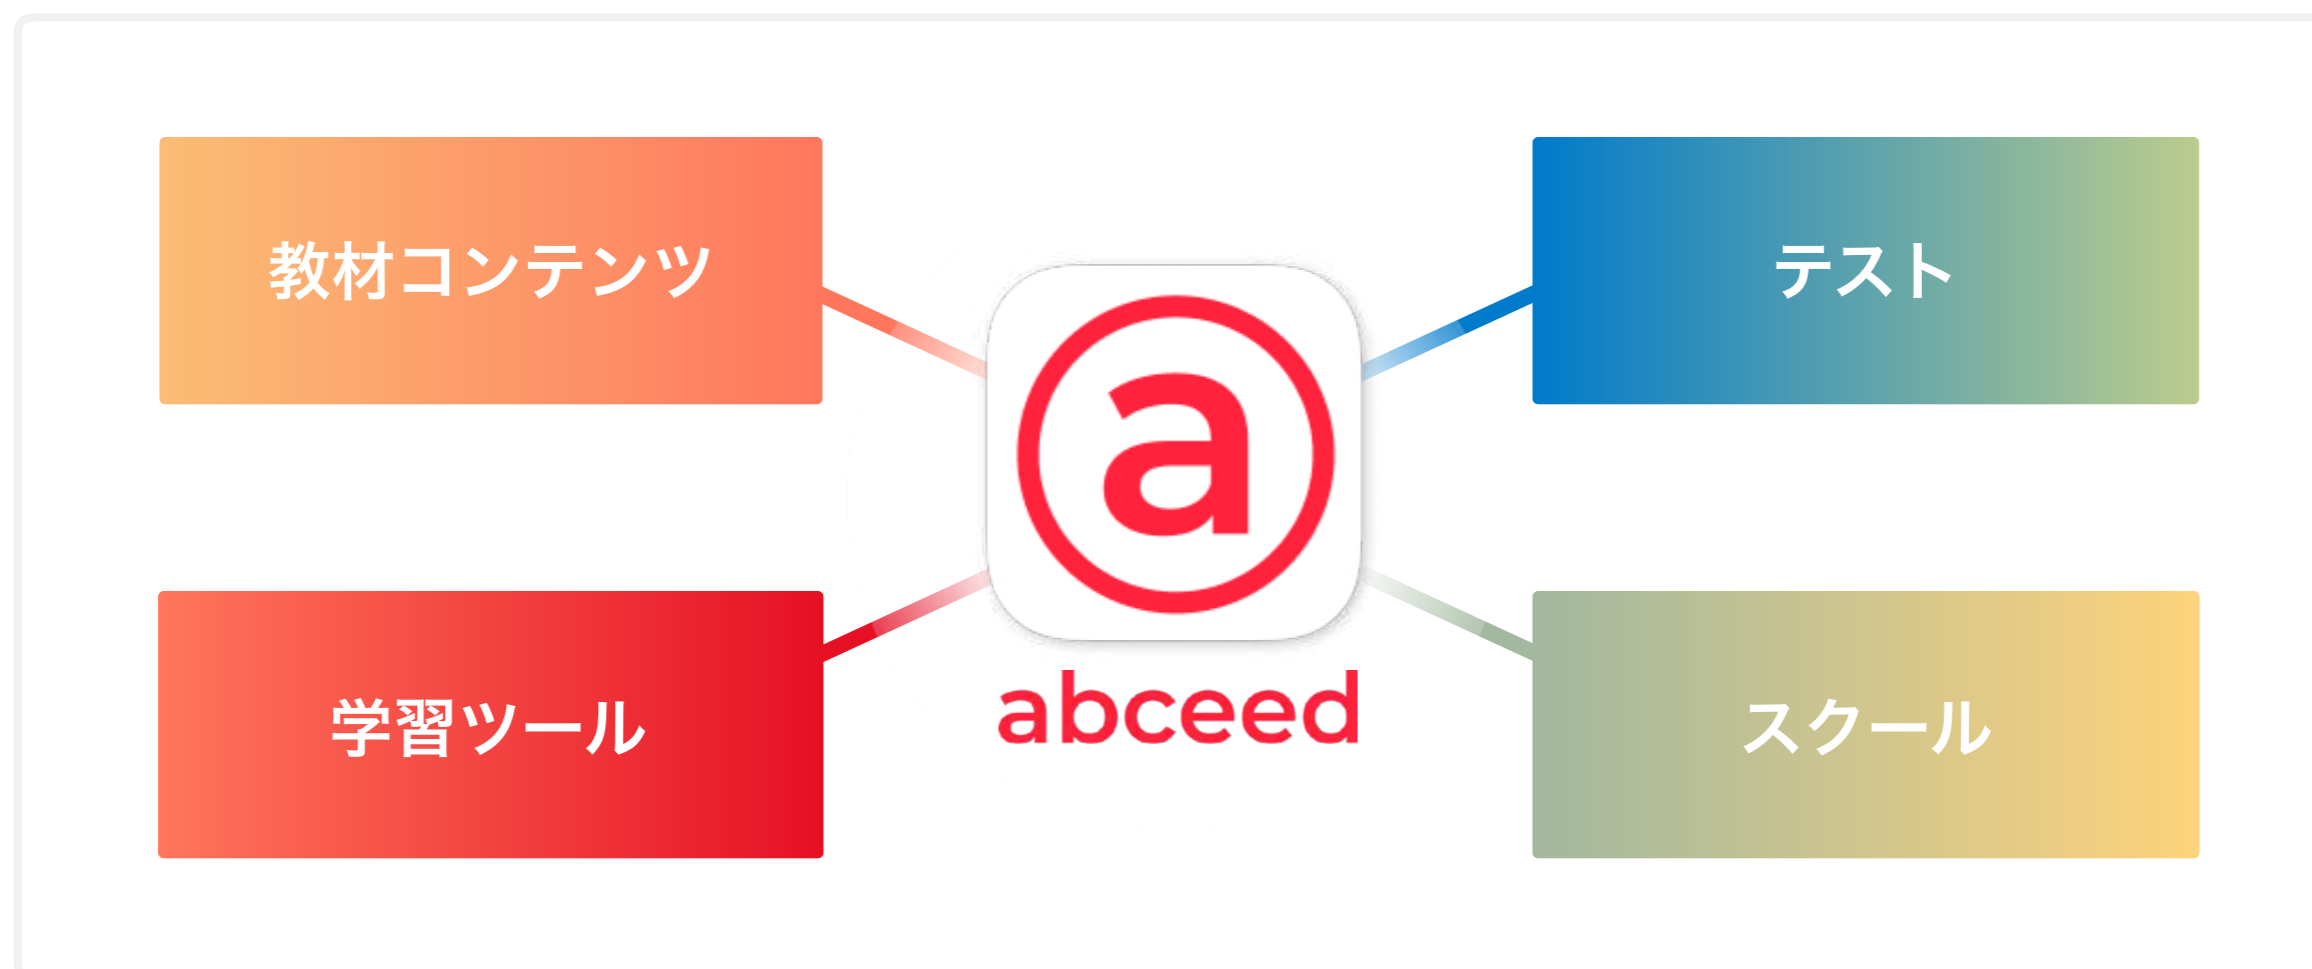 教材コンテンツ
テスト
a
abceed
学習ツール
スクール